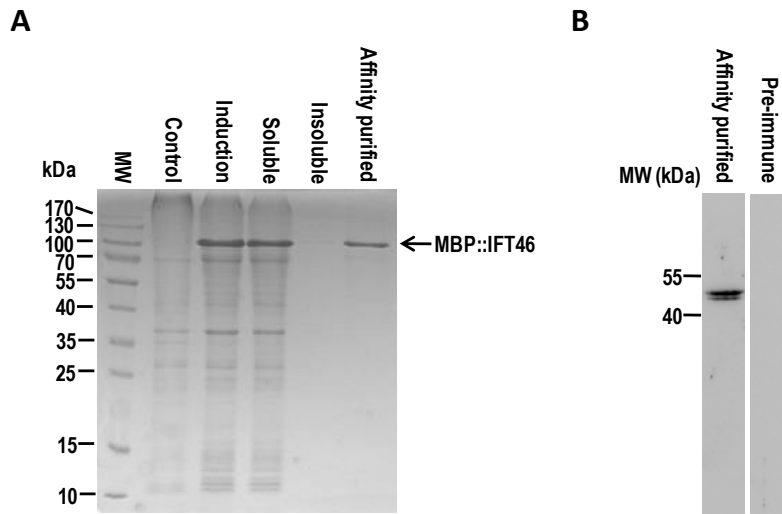 A
kDa
MW
Control
Induction
Soluble
Insoluble
Affinity purified
170
130
100
70
55
40
35
25
15
10
MBP::IFT46
B
MW (kDa)
Affinity purified
Pre-immune
55
40